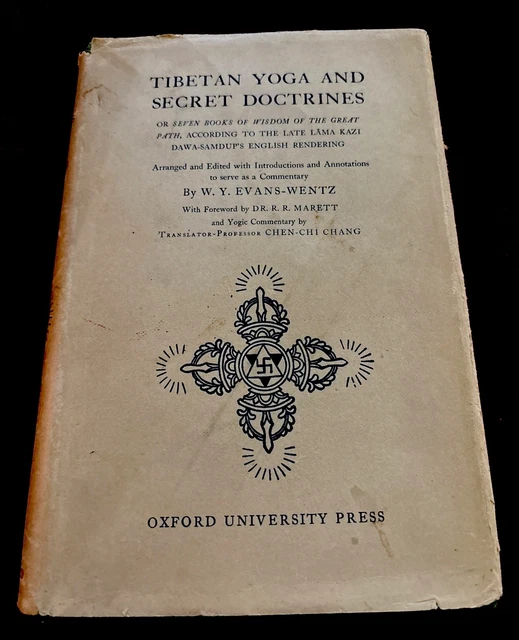 TIBETAN YOGA AND
SECRET DOCTRINES
OR SEVEN BOOKS OF WISDOM OF THE GREAT
PATH, ACCORDING TO THE LATE LĀMA KAZI
DAWA-SAMDUP'S ENGLISH RENDERING
Arranged and Edited with Introductions and Annotations
to serve as a Commentary
By W. Y. EVANS-WENTZ
With Foreword by DR. R. R. MARETT
and Yogic Commentary by
TRANSLATOR-PROFESSOR CHEN-CHI CHANG
OXFORD UNIVERSITY PRESS